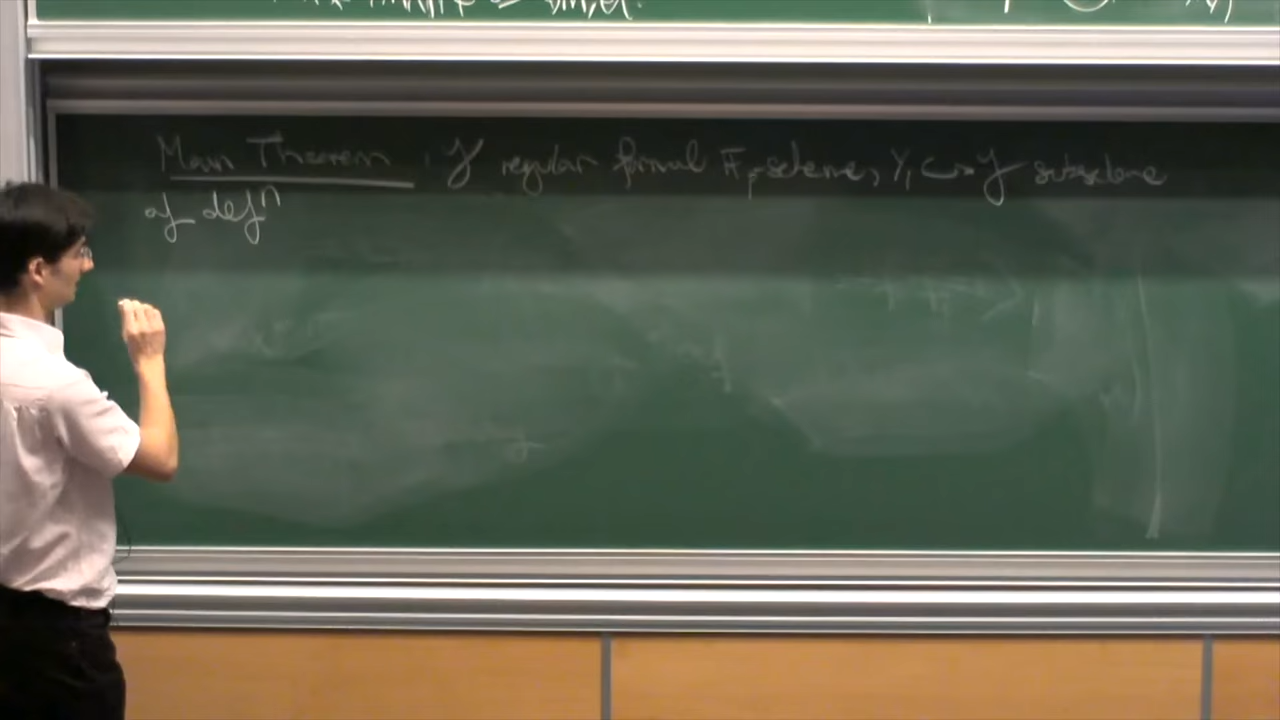 Main Theorem , 𝒴 regular formal 𝔽_p-scheme, Y₁ ↪ 𝒴 subscheme
of defⁿ